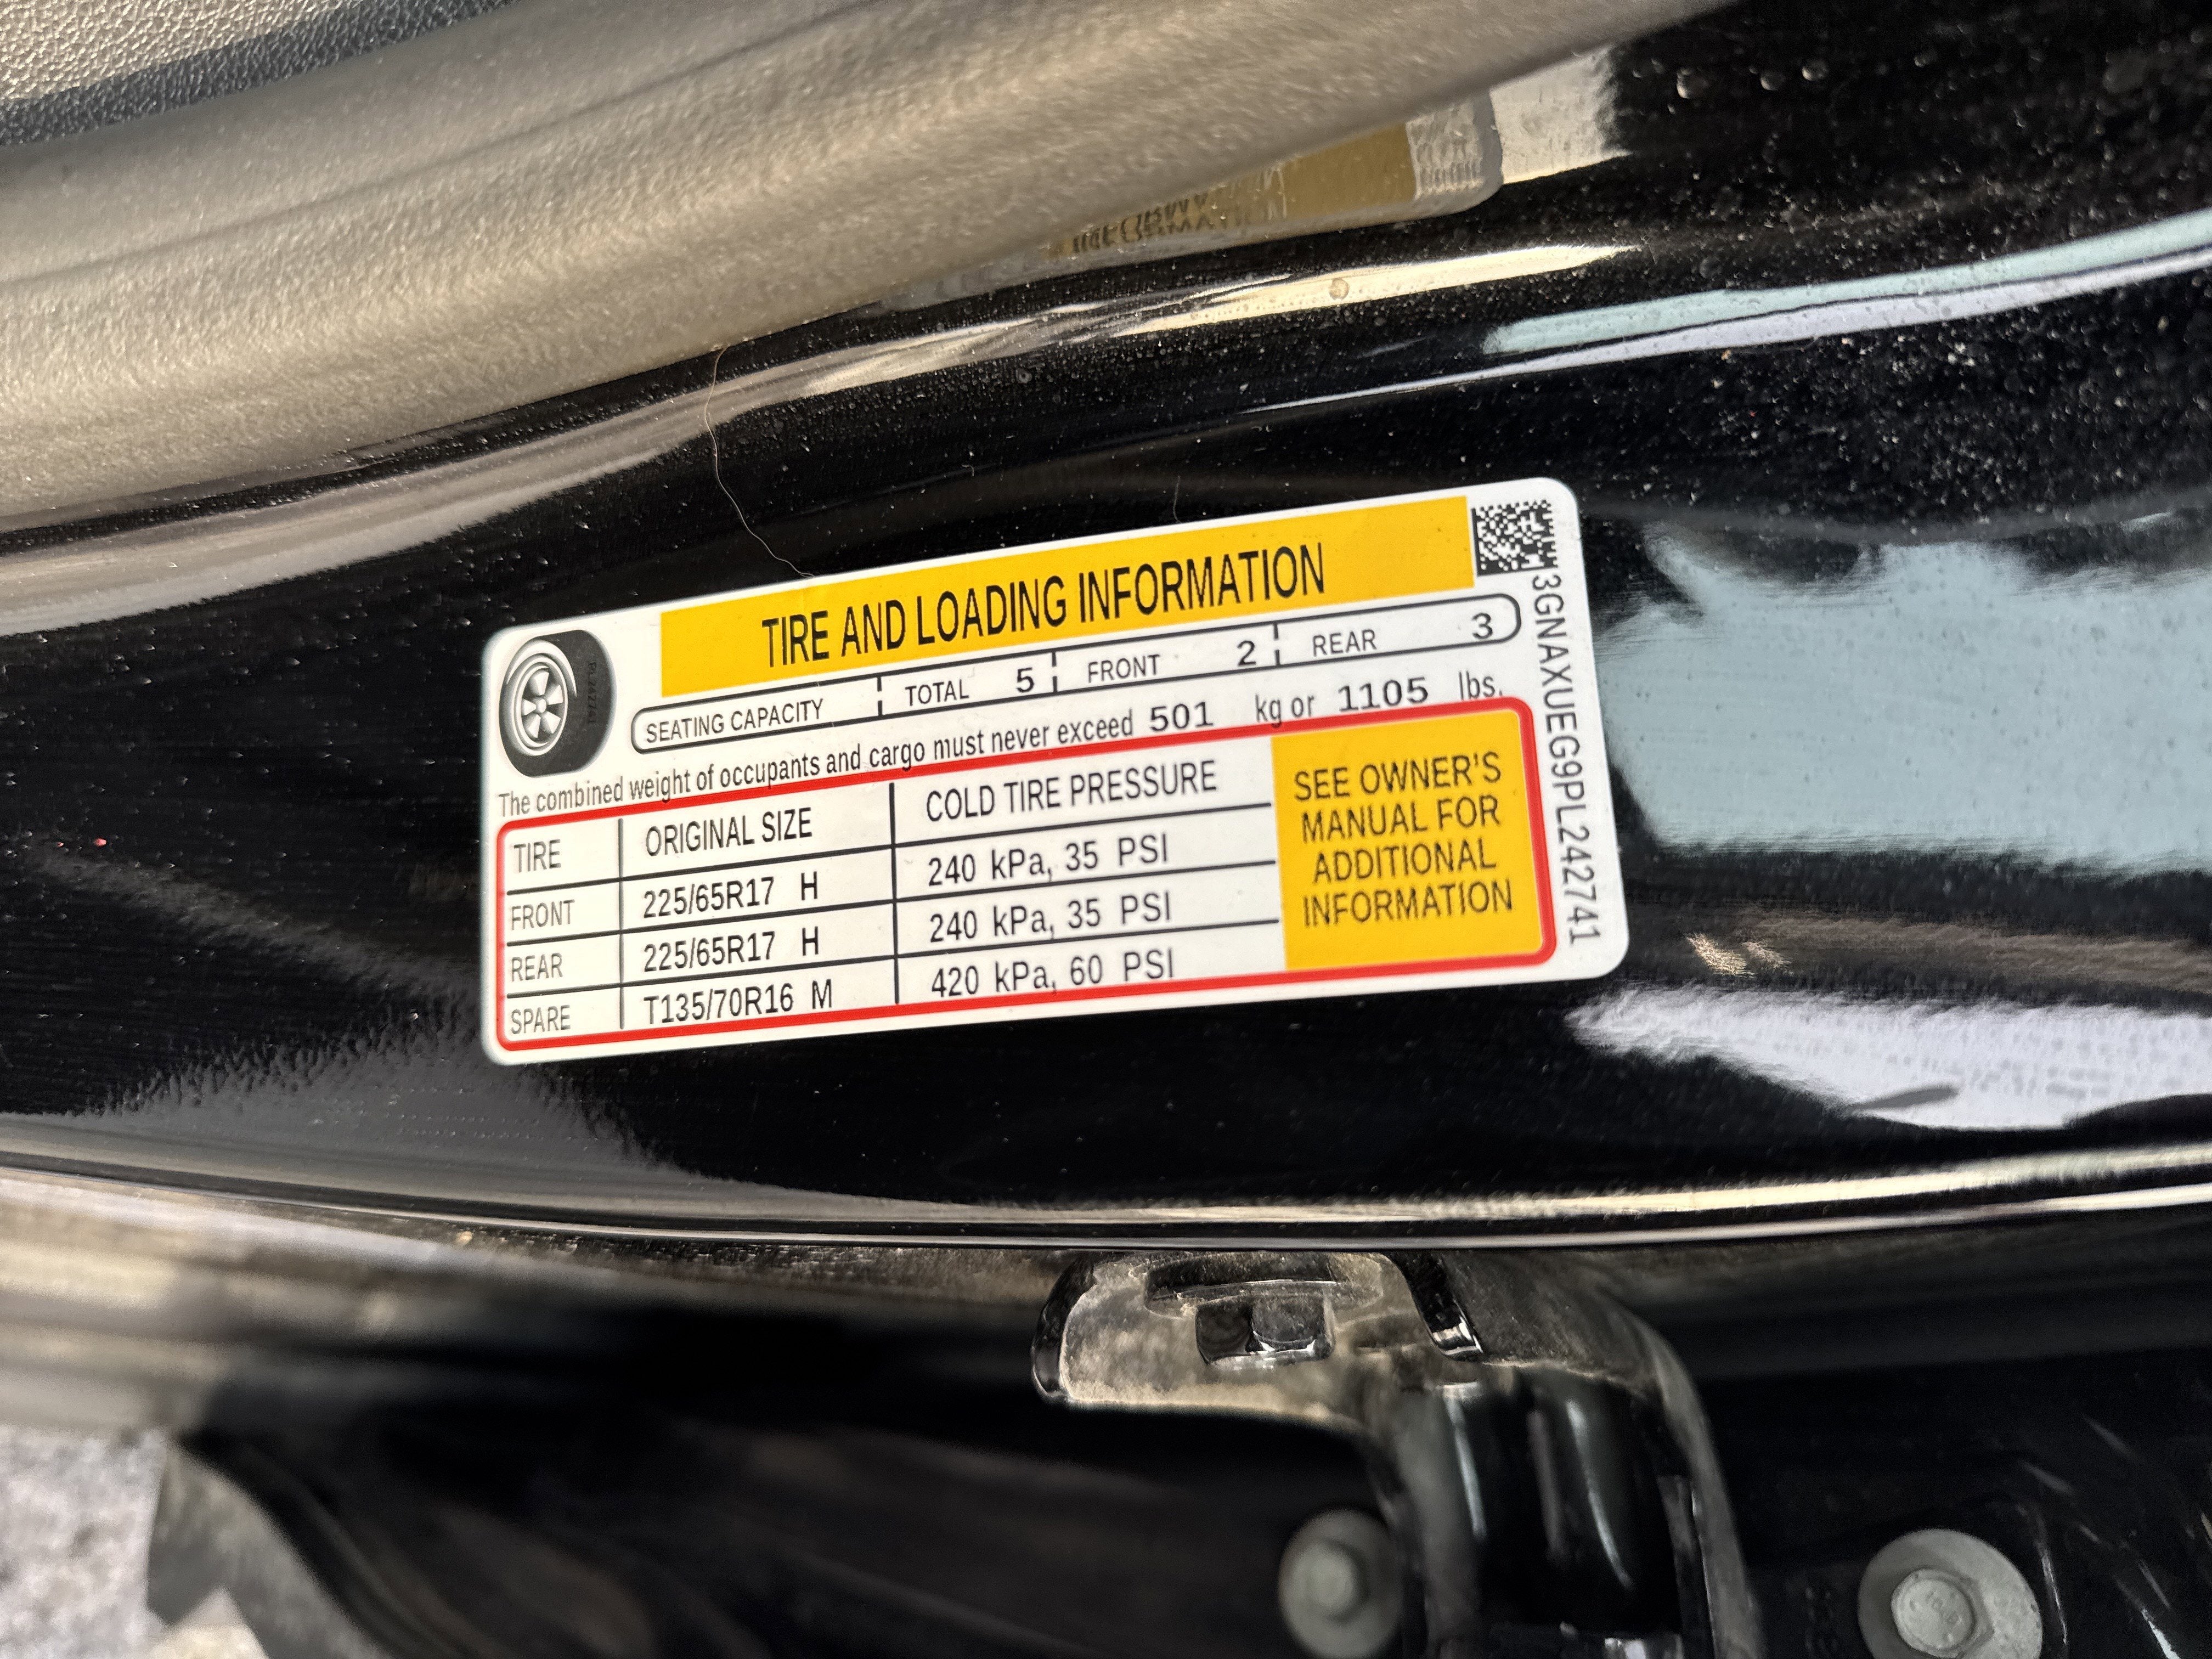 TIRE AND LOADING INFORMATION
SEATING CAPACITY TOTAL 5 FRONT 2 REAR 3
The combined weight of occupants and cargo must never exceed 501 kg or 1105 lbs.
TIRE ORIGINAL SIZE COLD TIRE PRESSURE
FRONT 225/65R17 H 240 kPa, 35 PSI
REAR 225/65R17 H 240 kPa, 35 PSI
SPARE T135/70R16 M 420 kPa, 60 PSI
SEE OWNER'S
MANUAL FOR
ADDITIONAL
INFORMATION
3GNAXUEG9PL242741
PL242741